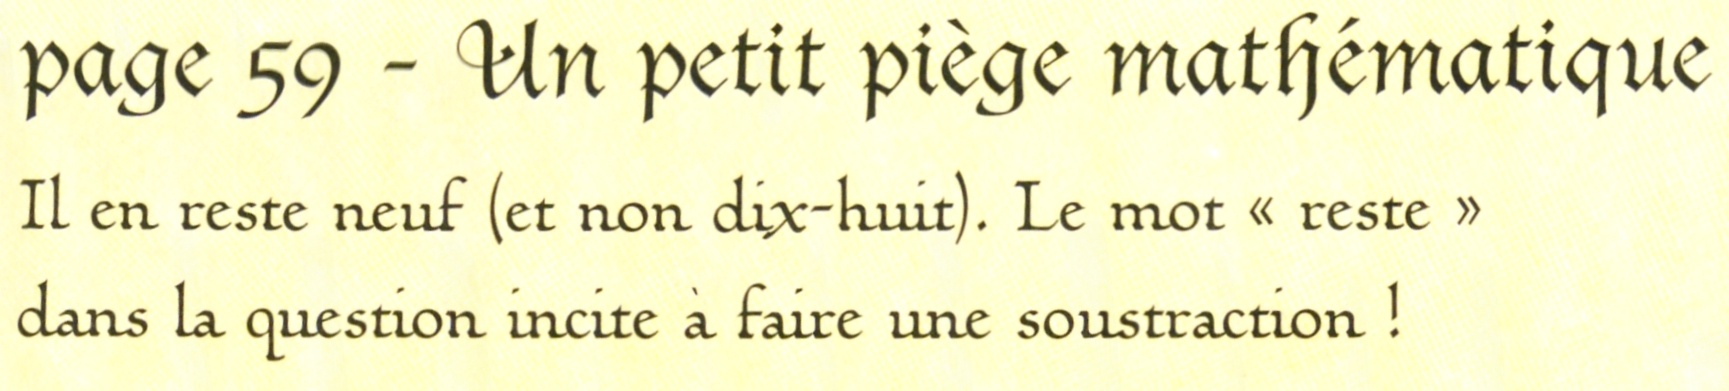 page 59 - Un petit piège mathématique
Il en reste neuf (et non dix-huit). Le mot « reste »
dans la question incite à faire une soustraction !